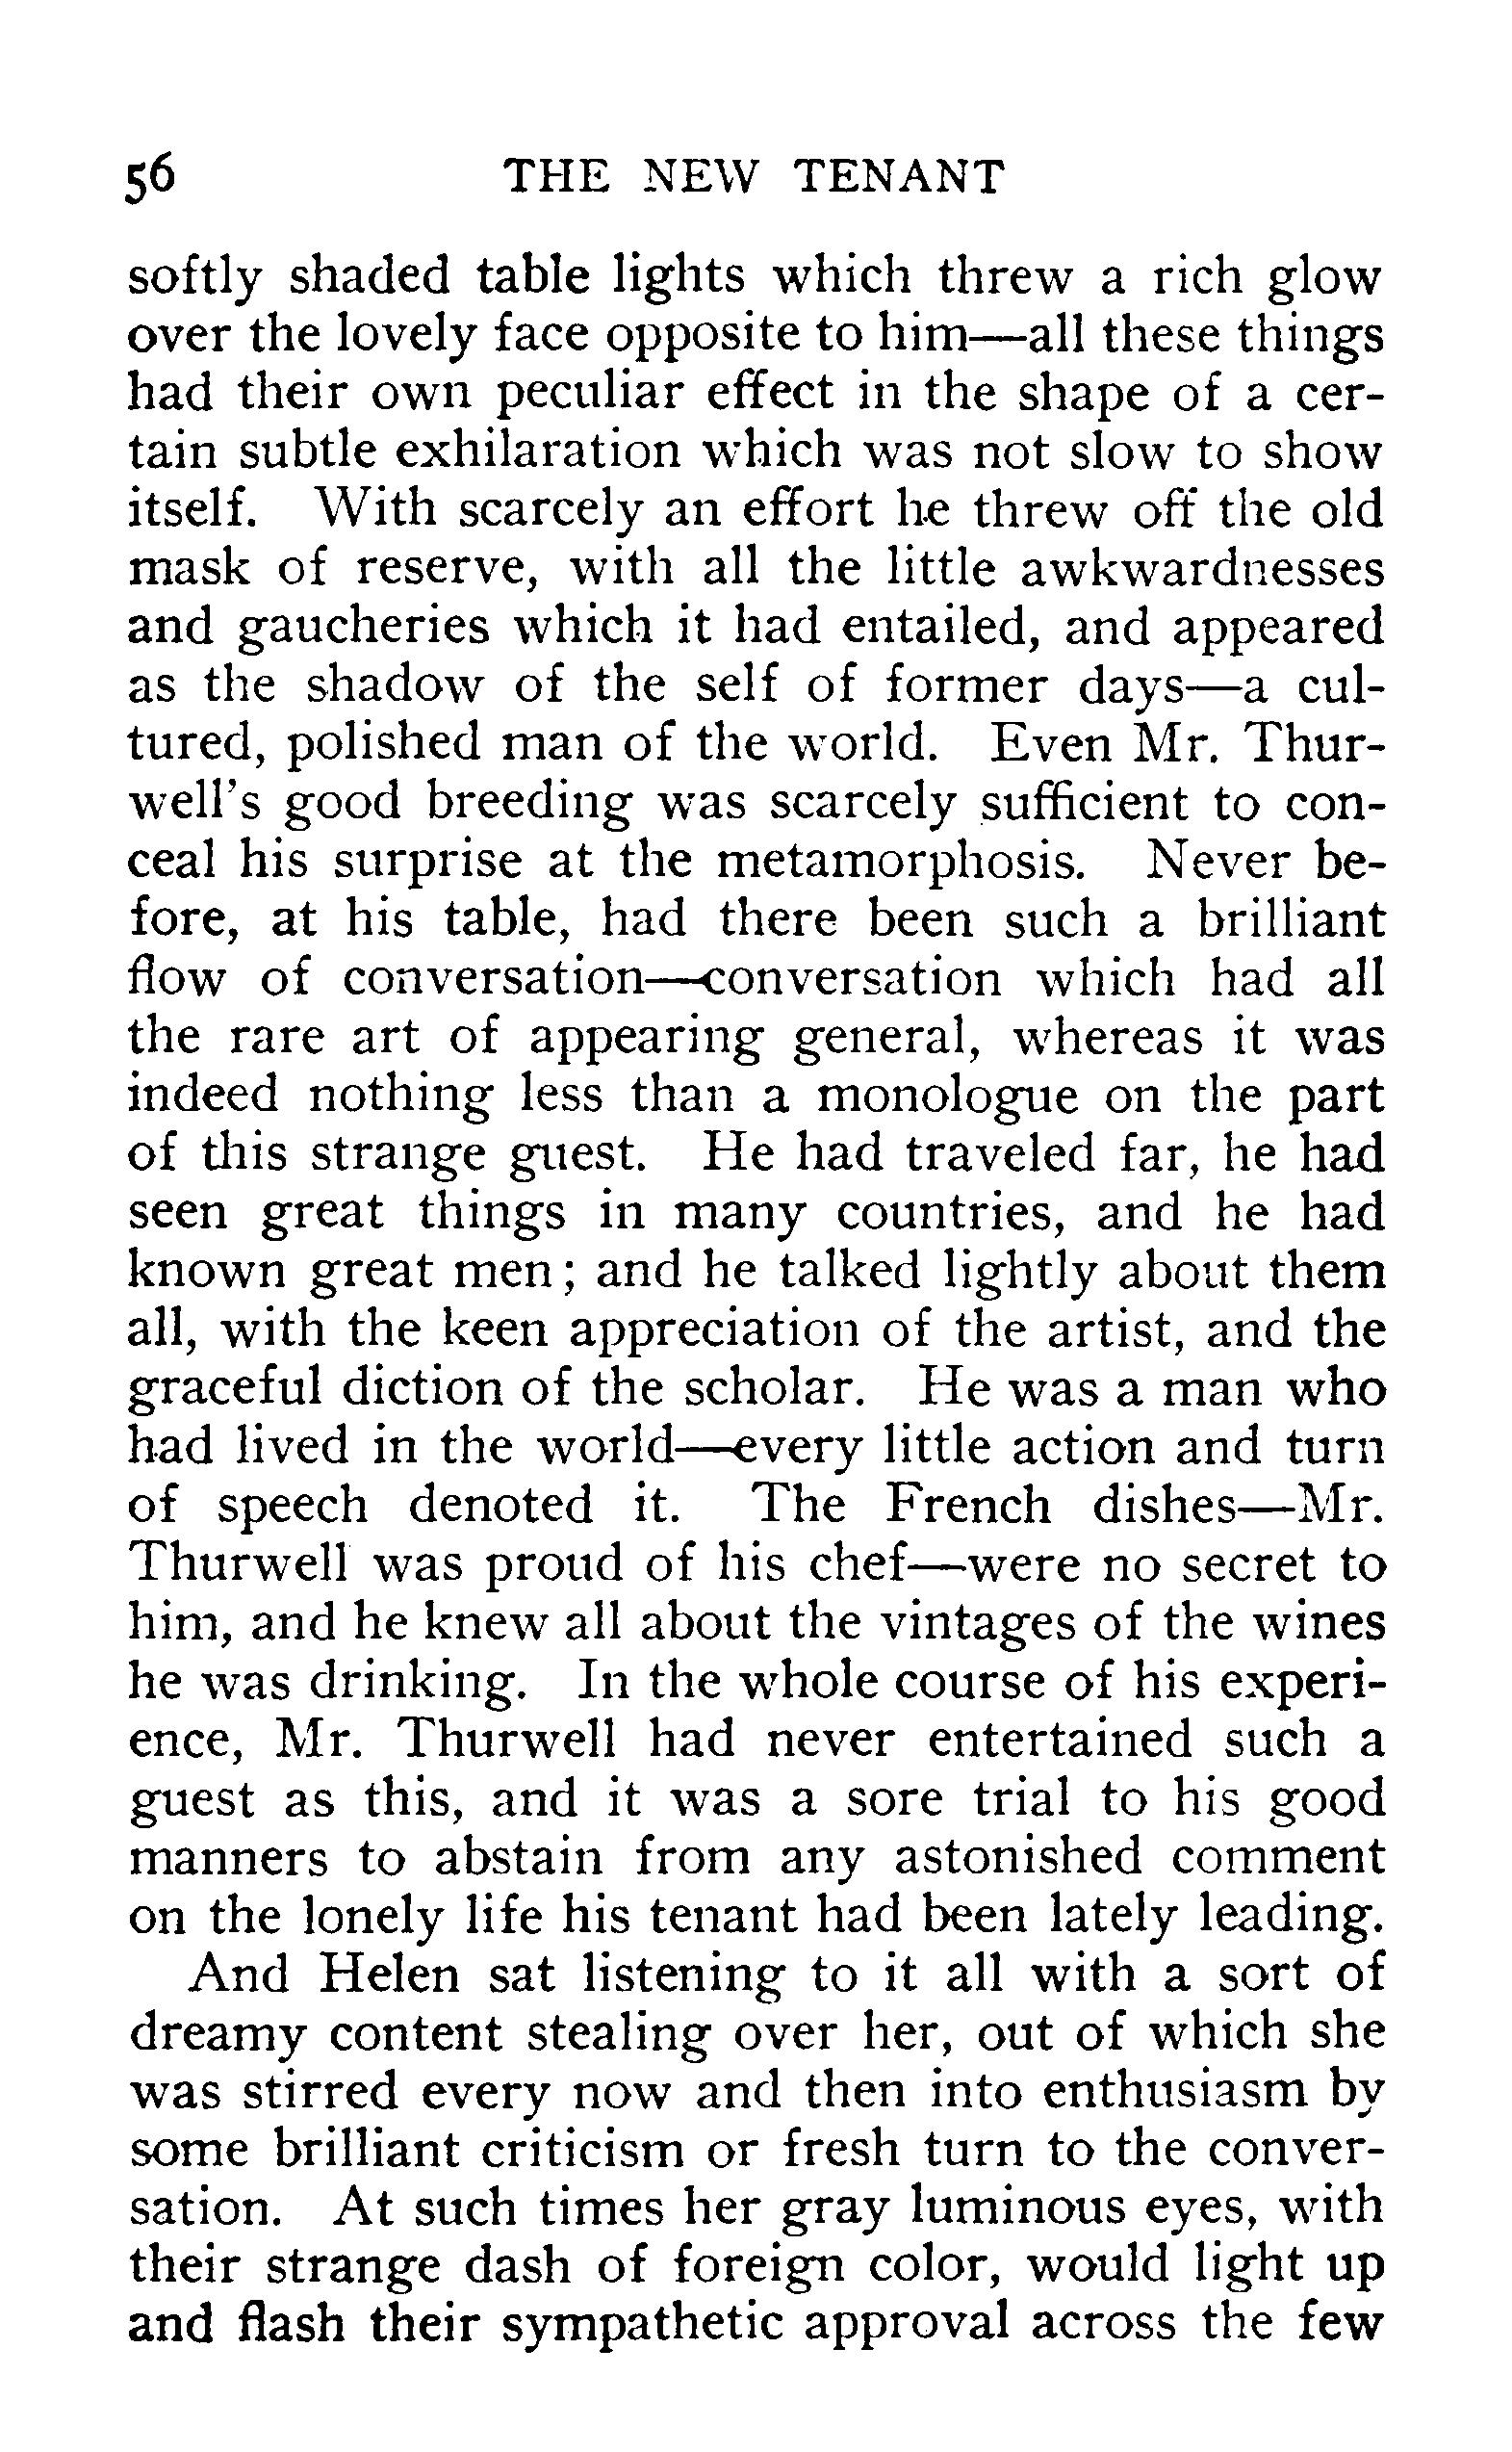 56 THE NEW TENANT
softly shaded table lights which threw a rich glow
over the lovely face opposite to him—all these things
had their own peculiar effect in the shape of a cer-
tain subtle exhilaration which was not slow to show
itself. With scarcely an effort he threw off the old
mask of reserve, with all the little awkwardnesses
and gaucheries which it had entailed, and appeared
as the shadow of the self of former days—a cul-
tured, polished man of the world. Even Mr. Thur-
well's good breeding was scarcely sufficient to con-
ceal his surprise at the metamorphosis. Never be-
fore, at his table, had there been such a brilliant
flow of conversation—conversation which had all
the rare art of appearing general, whereas it was
indeed nothing less than a monologue on the part
of this strange guest. He had traveled far, he had
seen great things in many countries, and he had
known great men; and he talked lightly about them
all, with the keen appreciation of the artist, and the
graceful diction of the scholar. He was a man who
had lived in the world—every little action and turn
of speech denoted it. The French dishes—Mr.
Thurwell was proud of his chef—were no secret to
him, and he knew all about the vintages of the wines
he was drinking. In the whole course of his experi-
ence, Mr. Thurwell had never entertained such a
guest as this, and it was a sore trial to his good
manners to abstain from any astonished comment
on the lonely life his tenant had been lately leading.
And Helen sat listening to it all with a sort of
dreamy content stealing over her, out of which she
was stirred every now and then into enthusiasm by
some brilliant criticism or fresh turn to the conver-
sation. At such times her gray luminous eyes, with
their strange dash of foreign color, would light up
and flash their sympathetic approval across the few